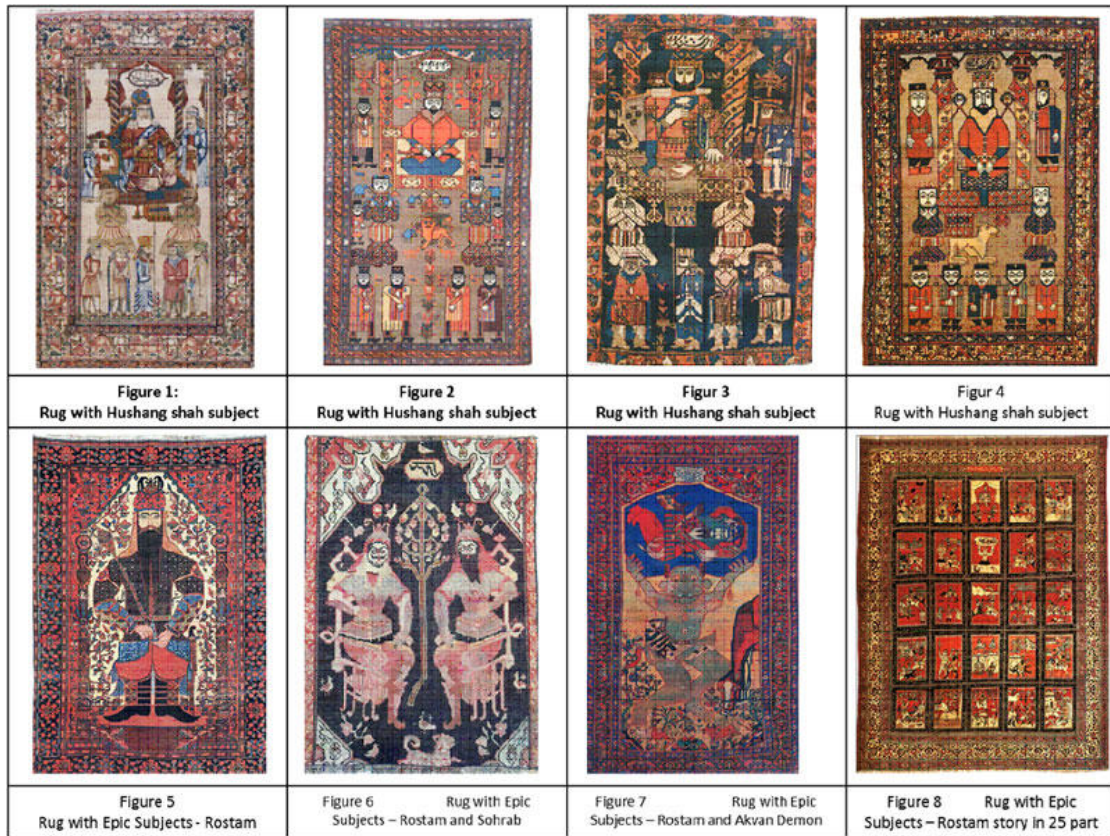 Figure 1:
Rug with Hushang shah subject
Figure 2
Rug with Hushang shah subject
Figur 3
Rug with Hushang shah subject
Figur 4
Rug with Hushang shah subject
Figure 5
Rug with Epic Subjects - Rostam
Figure 6 Rug with Epic
Subjects – Rostam and Sohrab
Figure 7 Rug with Epic
Subjects – Rostam and Akvan Demon
Figure 8 Rug with Epic
Subjects – Rostam story in 25 part